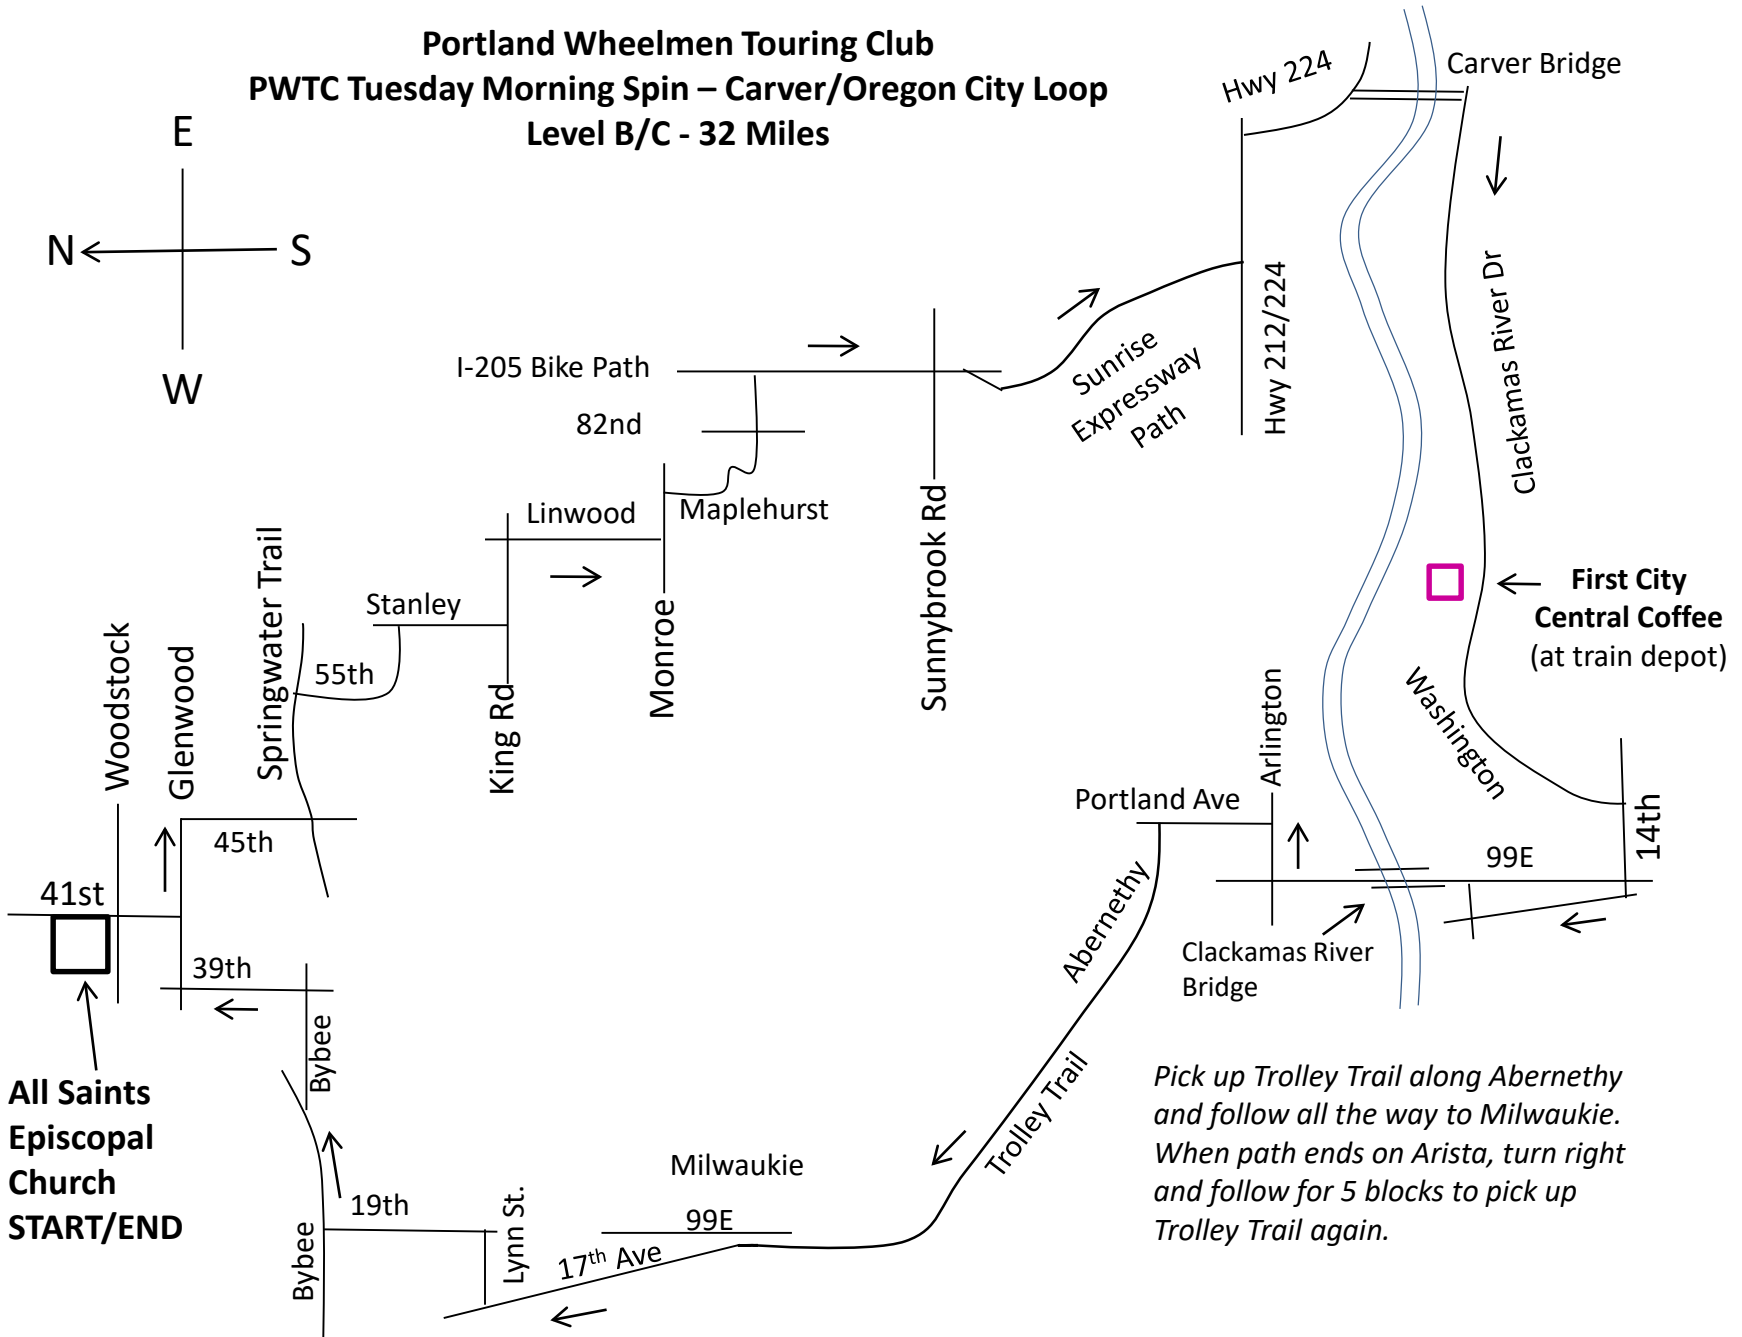 Portland Wheelmen Touring Club
PWTC Tuesday Morning Spin – Carver/Oregon City Loop
Level B/C - 32 Miles
E
N
S
W
Hwy 224
Carver Bridge
Clackamas River Dr
Hwy 212/224
Sunrise
Expressway
Path
I-205 Bike Path
82nd
Maplehurst
Linwood
Sunnybrook Rd
Monroe
King Rd
Stanley
55th
Springwater Trail
Woodstock
Glenwood
45th
41st
39th
First City
Central Coffee
(at train depot)
Washington
14th
99E
Arlington
Portland Ave
Clackamas River
Bridge
Abernethy
Trolley Trail
All Saints
Episcopal
Church
START/END
Bybee
Bybee
19th
Lynn St.
Milwaukie
99E
17th Ave
Pick up Trolley Trail along Abernethy
and follow all the way to Milwaukie.
When path ends on Arista, turn right
and follow for 5 blocks to pick up
Trolley Trail again.